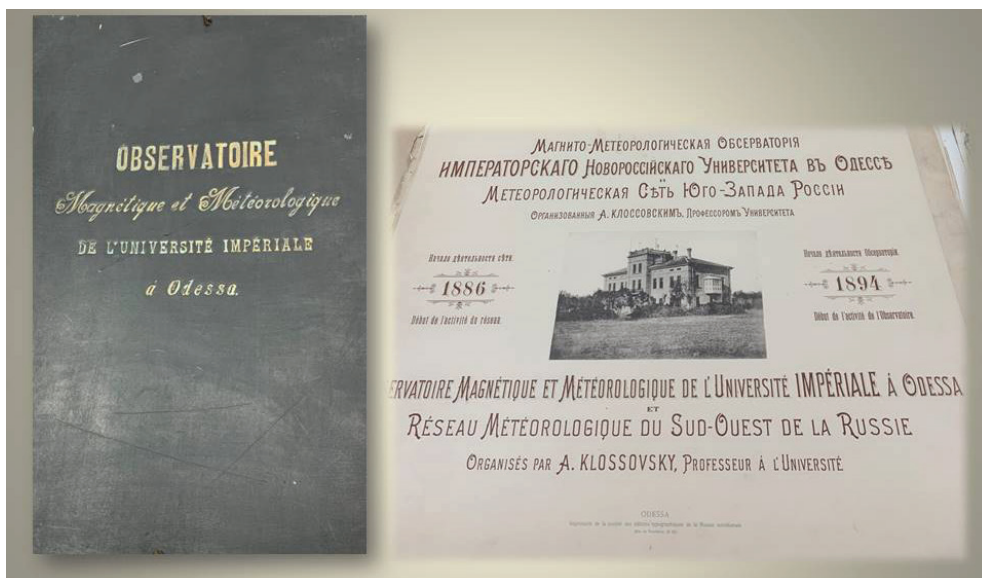 OBSERVATOIRE
Magnétique et Météorologique
DE L'UNIVERSITÉ IMPÉRIALE
à Odessa.
Магнито-Метеорологическая Обсерваторія
ИМПЕРАТОРСКАГО Новороссійскаго Университета въ Одессѣ
Метеорологическая Сѣть Юго-Запада Россіи
Организованныя А. КЛОССОВСКИМЪ, Профессоромъ Университета
Начало дѣятельности сѣти.
1886
Début de l'activité du réseau.
Начало дѣятельности Обсерваторіи.
1894
Début de l'activité de l'Observatoire.
ERVATOIRE MAGNÉTIQUE ET MÉTÉOROLOGIQUE DE L'UNIVERSITÉ IMPÉRIALE À ODESSA
ET
RÉSEAU MÉTÉOROLOGIQUE DU SUD-OUEST DE LA RUSSIE
ORGANISÉS PAR A. KLOSSOVSKY, PROFESSEUR À L'UNIVERSITÉ
ODESSA